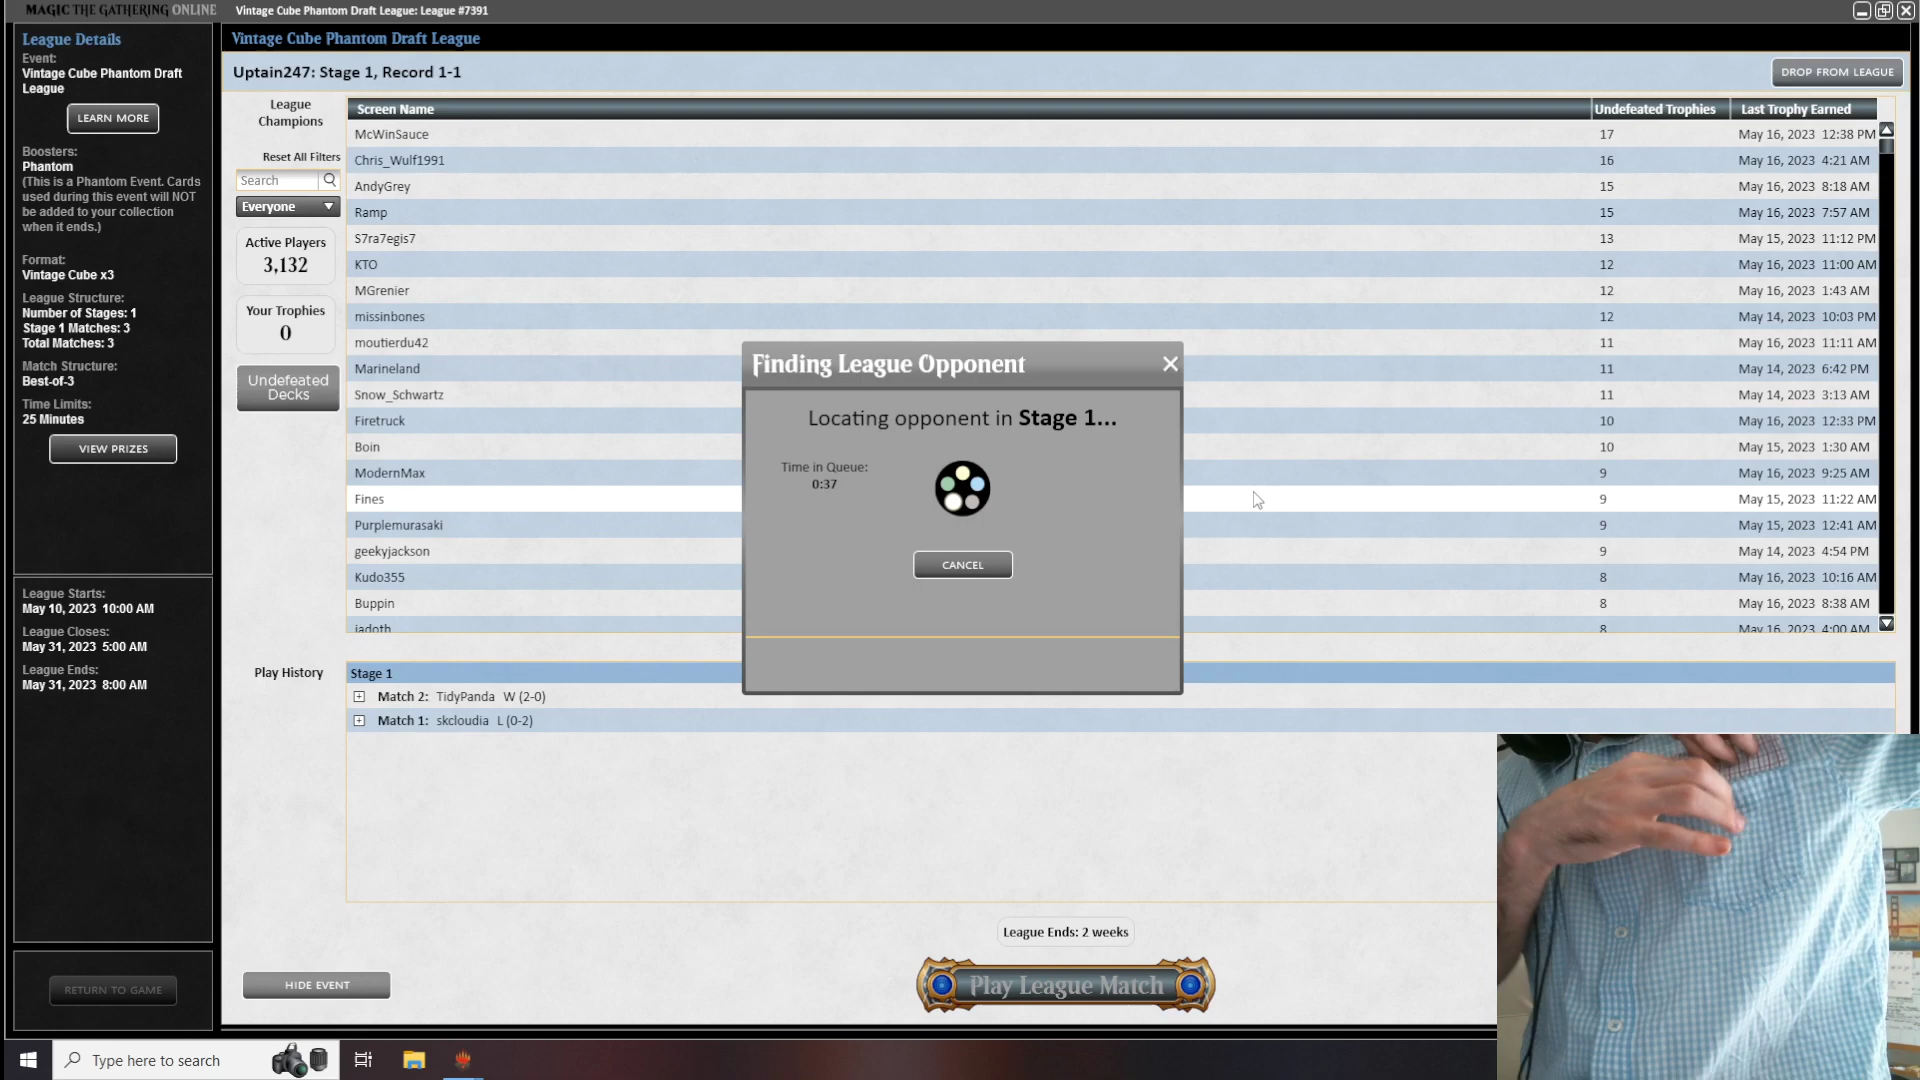 MAGIC THE GATHERING ONLINE
Vintage Cube Phantom Draft League: League #7391
League Details
Event:
Vintage Cube Phantom Draft
League
LEARN MORE
Boosters:
Phantom
(This is a Phantom Event. Cards
used during this event will NOT
be added to your collection
when it ends.)
Format:
Vintage Cube x3
League Structure:
Number of Stages: 1
Stage 1 Matches: 3
Total Matches: 3
Match Structure:
Best-of-3
Time Limits:
25 Minutes
VIEW PRIZES
League Starts:
May 10, 2023 10:00 AM
League Closes:
May 31, 2023 5:00 AM
League Ends:
May 31, 2023 8:00 AM
RETURN TO GAME
Vintage Cube Phantom Draft League
Uptain247: Stage 1, Record 1-1
DROP FROM LEAGUE
League
Champions
Reset All Filters
Search
Everyone
Active Players
3,132
Your Trophies
0
Undefeated
Decks
Screen Name Undefeated Trophies Last Trophy Earned
McWinSauce 17 May 16, 2023 12:38 PM
Chris_Wulf1991 16 May 16, 2023 4:21 AM
AndyGrey 15 May 16, 2023 8:18 AM
Ramp 15 May 16, 2023 7:57 AM
S7ra7egis7 13 May 15, 2023 11:12 PM
KTO 12 May 16, 2023 11:00 AM
MGrenier 12 May 16, 2023 1:43 AM
missinbones 12 May 14, 2023 10:03 PM
moutierdu42 11 May 16, 2023 11:11 AM
Marineland 11 May 14, 2023 6:42 PM
Snow_Schwartz 11 May 14, 2023 3:13 AM
Firetruck 10 May 16, 2023 12:33 PM
Boin 10 May 15, 2023 1:30 AM
ModernMax 9 May 16, 2023 9:25 AM
Fines 9 May 15, 2023 11:22 AM
Purplemurasaki 9 May 15, 2023 12:41 AM
geekyjackson 9 May 14, 2023 4:54 PM
Kudo355 8 May 16, 2023 10:16 AM
Buppin 8 May 16, 2023 8:38 AM
jadoth 8 May 16, 2023 4:00 AM
Finding League Opponent
Locating opponent in Stage 1...
Time in Queue:
0:37
CANCEL
Play History
Stage 1
Match 2: TidyPanda W (2-0)
Match 1: skcloudia L (0-2)
League Ends: 2 weeks
HIDE EVENT
Play League Match
Type here to search